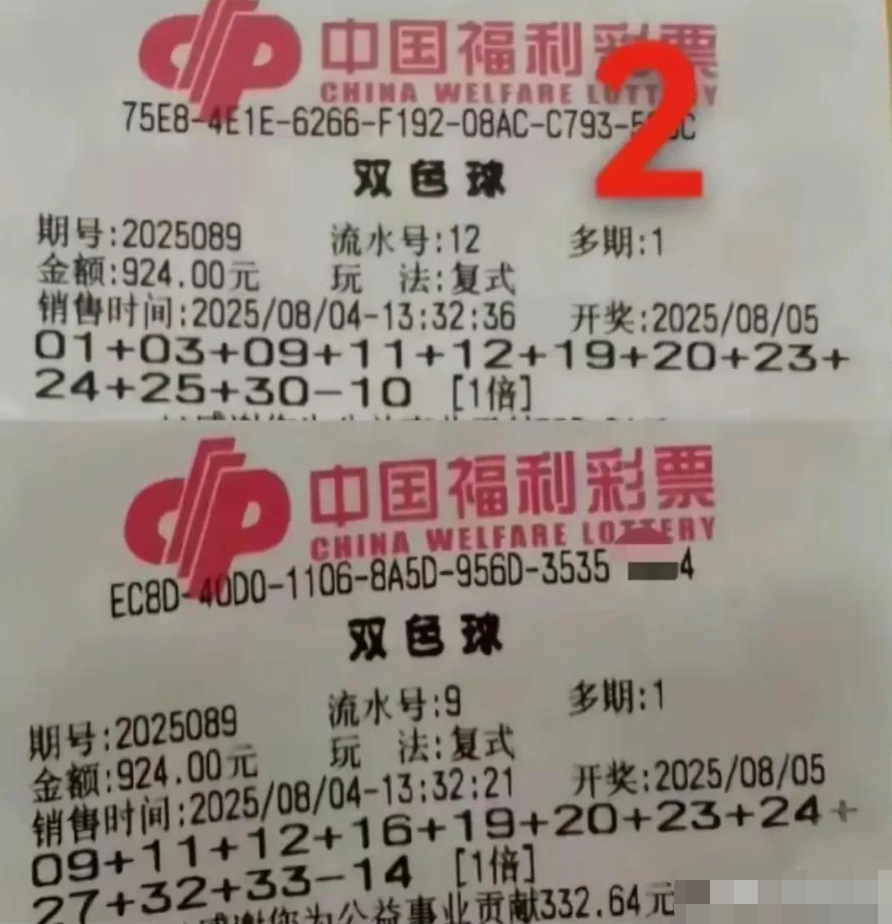 中国福利彩票
CHINA WELFARE LOTTERY
2
75E8-4E1E-6266-F192-08AC-C793-
双色球
期号:2025089 流水号:12 多期:1
金额:924.00元 玩 法:复式
销售时间:2025/08/04-13:32:36 开奖:2025/08/05
01+03+09+11+12+19+20+23+
24+25+30-10 [1倍]
中国福利彩票
CHINA WELFARE LOTTERY
EC8D-40D0-1106-8A5D-956D-3535 4
双色球
期号:2025089 流水号:9 多期:1
金额:924.00元 玩 法:复式
销售时间:2025/08/04-13:32:21 开奖:2025/08/05
09+11+12+16+19+20+23+24+
27+32+33-14 [1倍]
感谢您为公益事业贡献332.64元